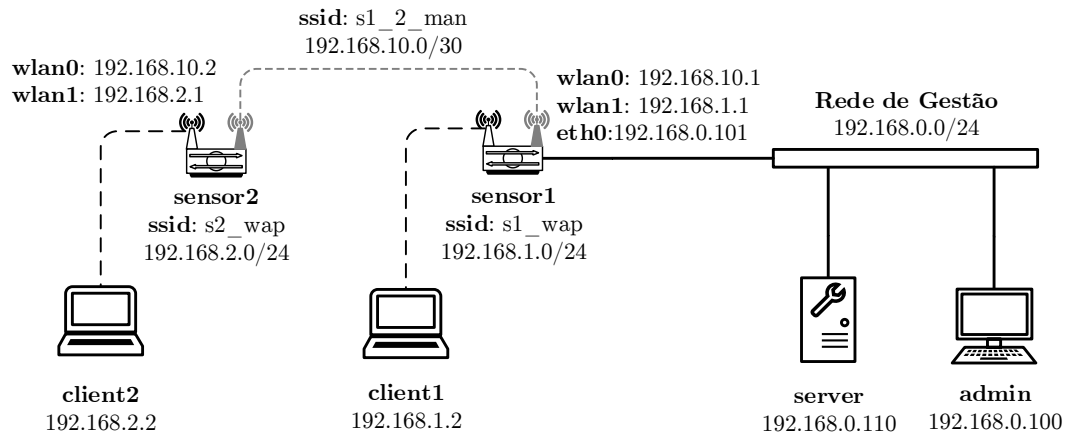 ssid: s1_2_man
192.168.10.0/30
wlan0: 192.168.10.2
wlan1: 192.168.2.1
wlan0: 192.168.10.1
wlan1: 192.168.1.1
eth0:192.168.0.101
Rede de Gestão
192.168.0.0/24
sensor2
ssid: s2_wap
192.168.2.0/24
sensor1
ssid: s1_wap
192.168.1.0/24
client2
192.168.2.2
client1
192.168.1.2
server
192.168.0.110
admin
192.168.0.100